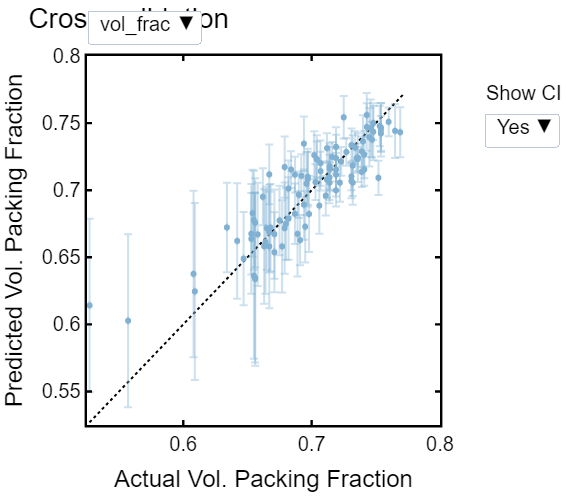 vol_frac ▼
Show CI
Yes ▼
Predicted Vol. Packing Fraction
0.8
0.75
0.7
0.65
0.6
0.55
0.6
0.7
0.8
Actual Vol. Packing Fraction